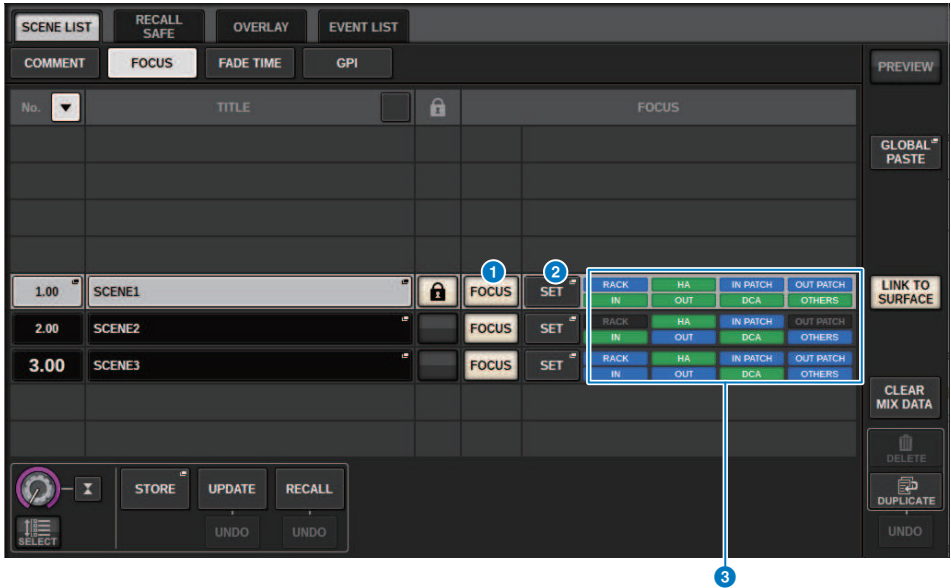 SCENE LIST RECALL SAFE OVERLAY EVENT LIST
COMMENT FOCUS FADE TIME GPI PREVIEW
No. TITLE FOCUS
GLOBAL PASTE
1 2
1.00 SCENE1 FOCUS SET RACK HA IN PATCH OUT PATCH LINK TO SURFACE
IN OUT DCA OTHERS
2.00 SCENE2 FOCUS SET RACK HA IN PATCH OUT PATCH
IN OUT DCA OTHERS
3.00 SCENE3 FOCUS SET RACK HA IN PATCH OUT PATCH
IN OUT DCA OTHERS
CLEAR MIX DATA
DELETE
STORE UPDATE RECALL DUPLICATE
SELECT UNDO UNDO UNDO
3